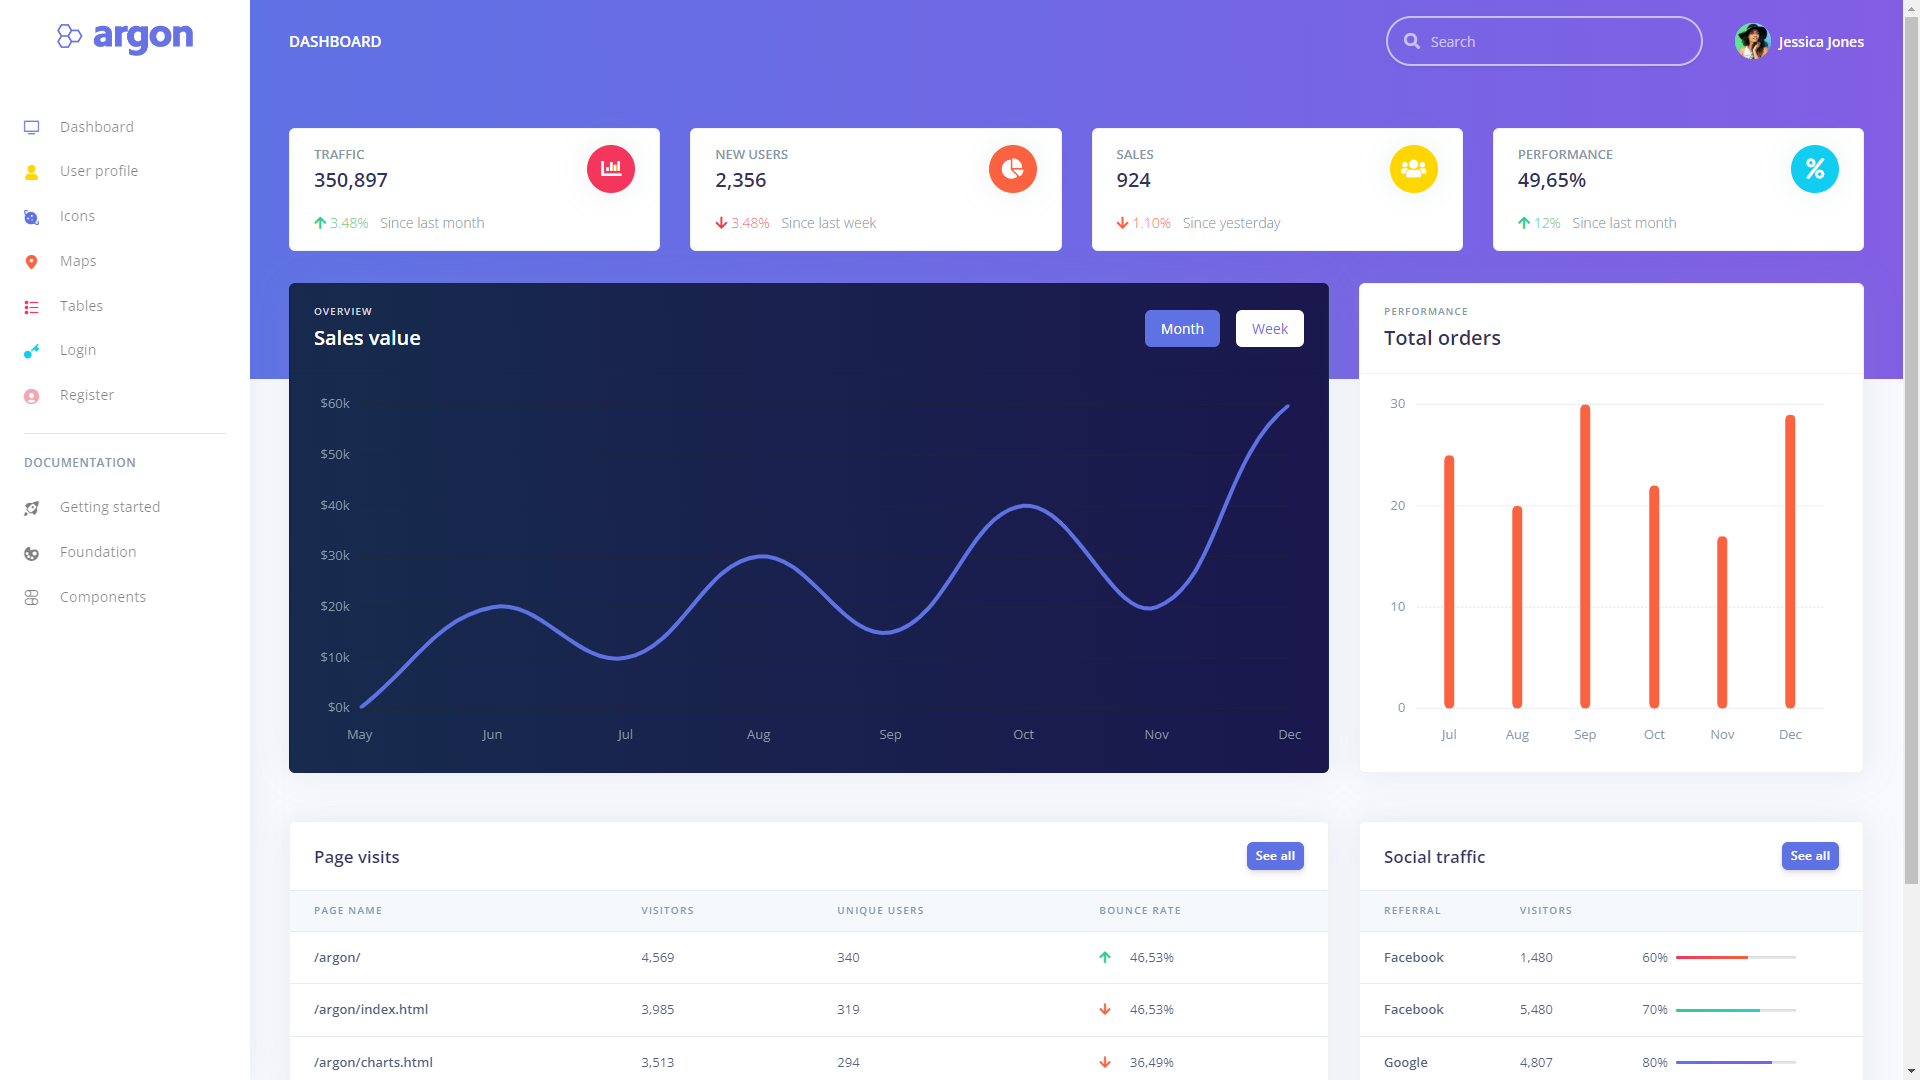 argon
Dashboard
User profile
Icons
Maps
Tables
Login
Register
DOCUMENTATION
Getting started
Foundation
Components
DASHBOARD
Search
Jessica Jones
TRAFFIC
350,897
3.48% Since last month
NEW USERS
2,356
3.48% Since last week
SALES
924
1.10% Since yesterday
PERFORMANCE
49,65%
12% Since last month
OVERVIEW
Sales value
Month Week
$60k
$50k
$40k
$30k
$20k
$10k
$0k
May Jun Jul Aug Sep Oct Nov Dec
PERFORMANCE
Total orders
30
20
10
0
Jul Aug Sep Oct Nov Dec
Page visits See all
PAGE NAME VISITORS UNIQUE USERS BOUNCE RATE
/argon/ 4,569 340 46,53%
/argon/index.html 3,985 319 46,53%
/argon/charts.html 3,513 294 36,49%
Social traffic See all
REFERRAL VISITORS
Facebook 1,480 60%
Facebook 5,480 70%
Google 4,807 80%